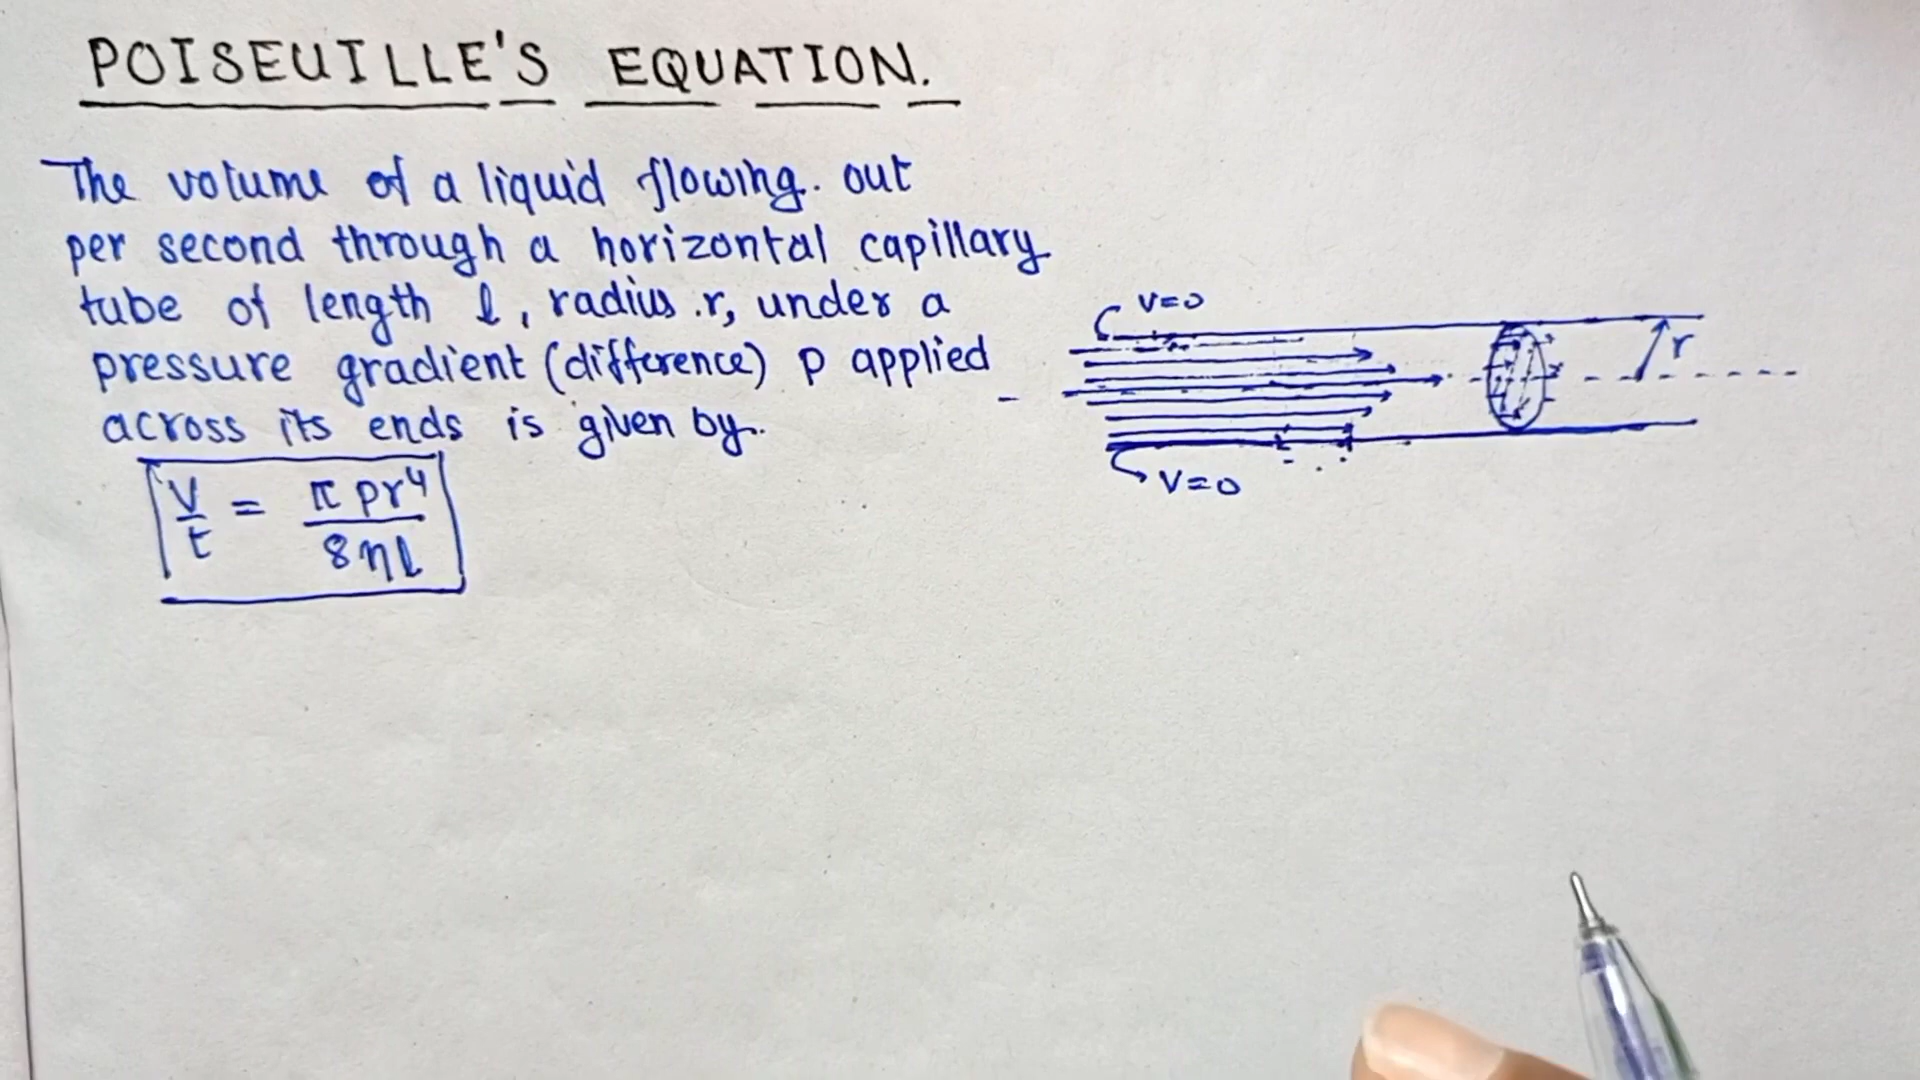 POISEUILLE'S EQUATION.
The volume of a liquid flowing. out
per second through a horizontal capillary
tube of length l, radius .r, under a
pressure gradient (difference) p applied
across its ends is given by..
V/t = πpr⁴/8ηl
V=0
r
V=0